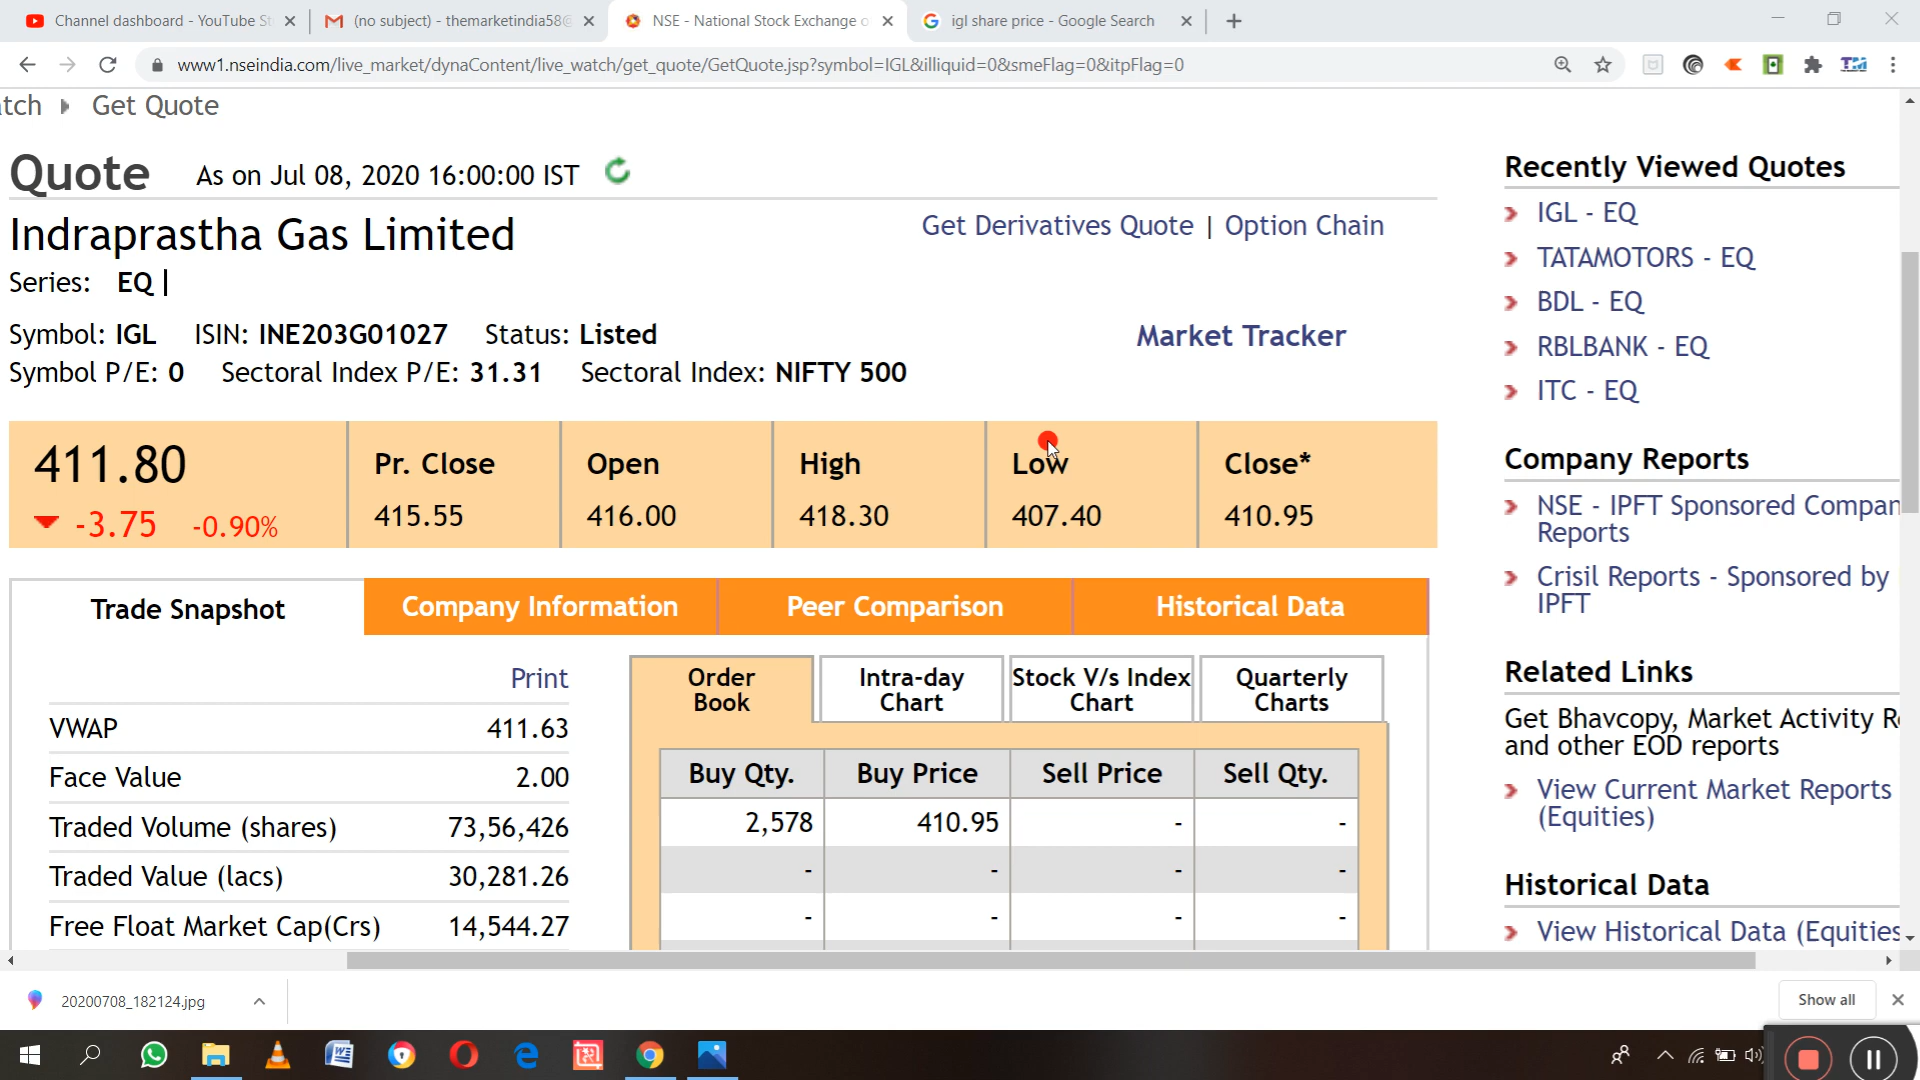 Channel dashboard - YouTube St
(no subject) - themarketindia58@
NSE - National Stock Exchange o
igl share price - Google Search
www1.nseindia.com/live_market/dynaContent/live_watch/get_quote/GetQuote.jsp?symbol=IGL&illiquid=0&smeFlag=0&itpFlag=0
atch Get Quote
Quote As on Jul 08, 2020 16:00:00 IST
Indraprastha Gas Limited
Get Derivatives Quote | Option Chain
Series: EQ |
Symbol: IGL ISIN: INE203G01027 Status: Listed
Market Tracker
Symbol P/E: 0 Sectoral Index P/E: 31.31 Sectoral Index: NIFTY 500
411.80 Pr. Close Open High Low Close*
-3.75 -0.90% 415.55 416.00 418.30 407.40 410.95
Trade Snapshot Company Information Peer Comparison Historical Data
Print
VWAP 411.63
Face Value 2.00
Traded Volume (shares) 73,56,426
Traded Value (lacs) 30,281.26
Free Float Market Cap(Crs) 14,544.27
Order Book
Intra-day Chart
Stock V/s Index Chart
Quarterly Charts
Buy Qty. Buy Price Sell Price Sell Qty.
2,578 410.95 - -
- - - -
- - - -
Recently Viewed Quotes
IGL - EQ
TATAMOTORS - EQ
BDL - EQ
RBLBANK - EQ
ITC - EQ
Company Reports
NSE - IPFT Sponsored Compan
Reports
Crisil Reports - Sponsored by
IPFT
Related Links
Get Bhavcopy, Market Activity Re
and other EOD reports
View Current Market Reports
(Equities)
Historical Data
View Historical Data (Equities
20200708_182124.jpg
Show all